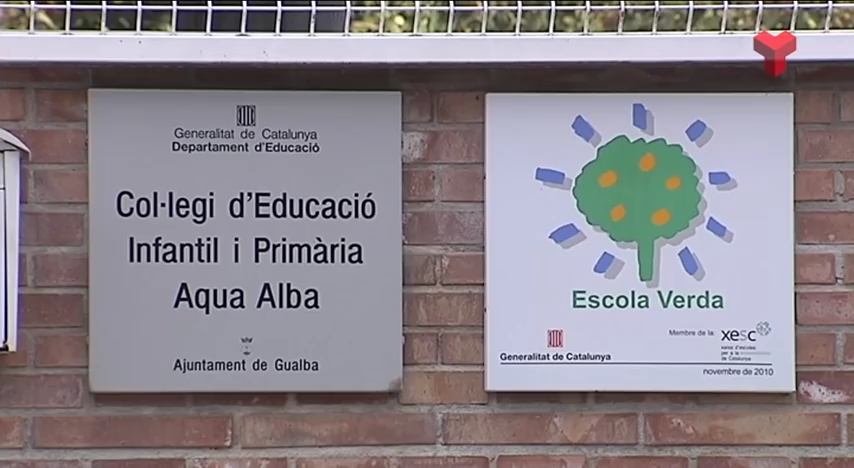 Generalitat de Catalunya
Departament d'Educació
Col·legi d'Educació
Infantil i Primària
Aqua Alba
Ajuntament de Gualba
Escola Verda
Generalitat de Catalunya
Membre de la
xesc
xarxa d'escoles
per a la
de Catalunya
novembre de 2010